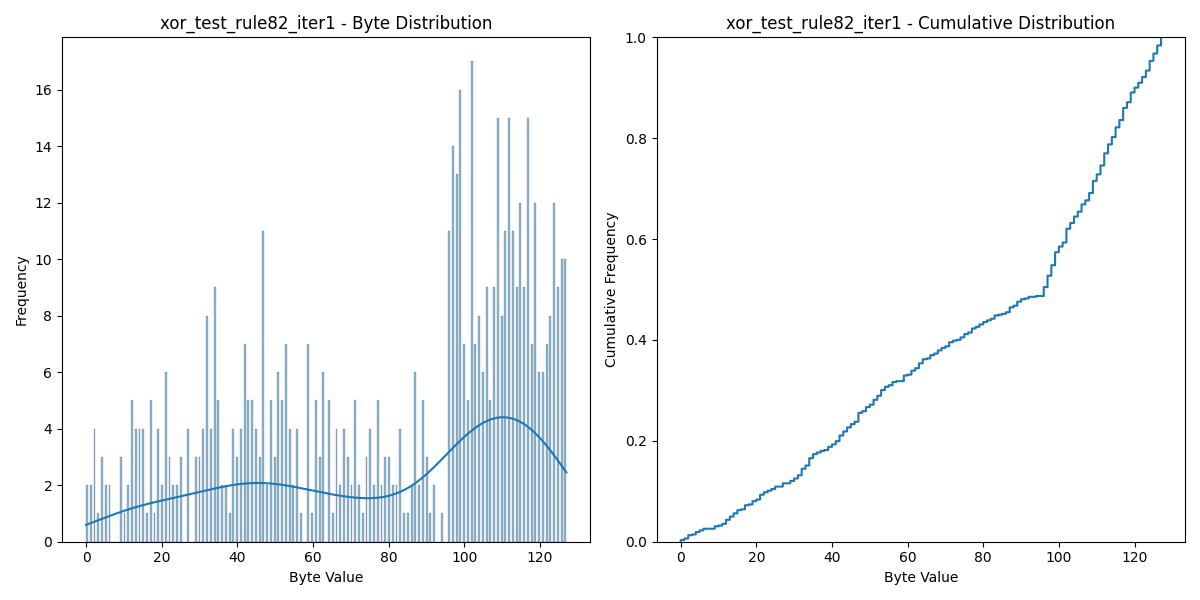 xor_test_rule82_iter1 - Byte Distribution
Frequency
16
14
12
10
8
6
4
2
0
0 20 40 60 80 100 120
Byte Value
xor_test_rule82_iter1 - Cumulative Distribution
Cumulative Frequency
1.0
0.8
0.6
0.4
0.2
0.0
0 20 40 60 80 100 120
Byte Value